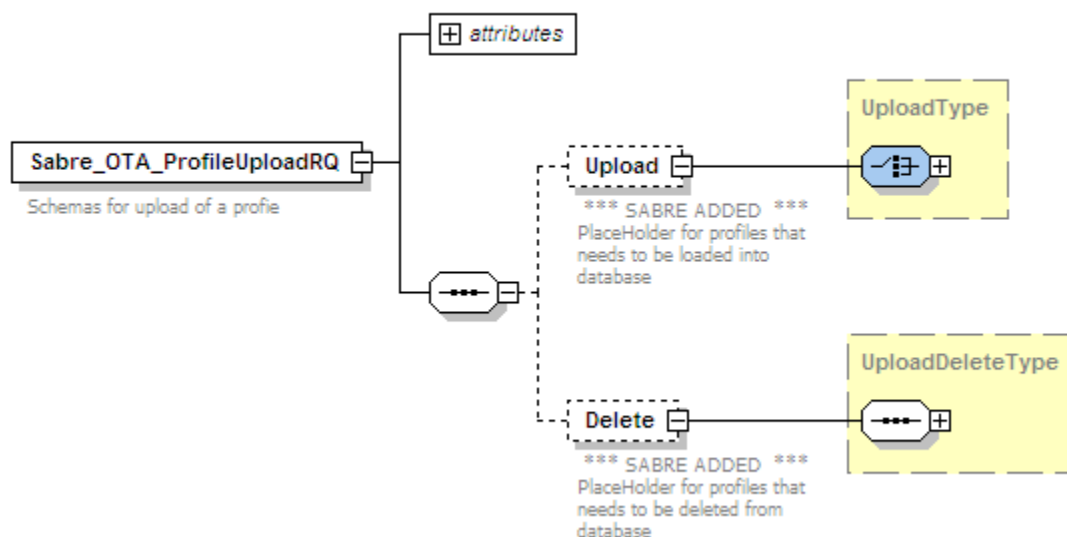 attributes
UploadType
Sabre_OTA_ProfileUploadRQ
Upload
Schemas for upload of a profie
*** SABRE ADDED ***
PlaceHolder for profiles that
needs to be loaded into
database
UploadDeleteType
Delete
*** SABRE ADDED ***
PlaceHolder for profiles that
needs to be deleted from
database